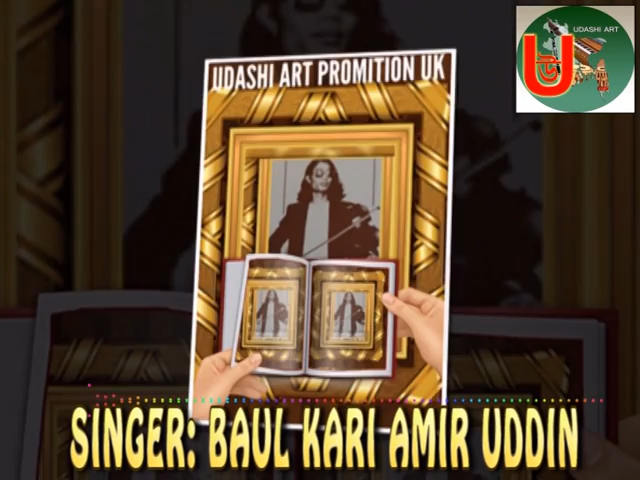 UDASHI ART PROMITION UK
UDASHI ART
SINGER: BAUL KARI AMIR UDDIN